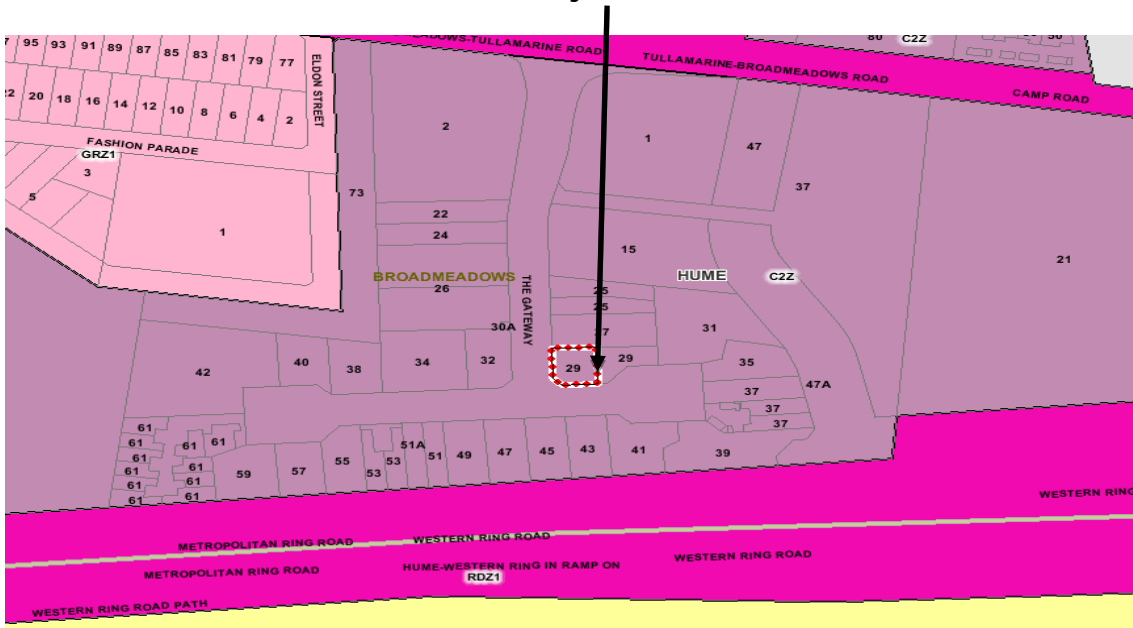 95 93 91 89 87 85 83 81 79 77
20 18 16 14 12 10 8 6 4 2
ELDON STREET
FASHION PARADE
GRZ1
3
5
1
TULLAMARINE ROAD
TULLAMARINE-BROADMEADOWS ROAD
CAMP ROAD
80
C2Z
50
2
1
47
37
73
22
24
BROADMEADOWS
26
THE GATEWAY
30A
15
HUME
C2Z
21
25
25
27
31
29
29
35
37
37
37
47A
42
40
38
34
32
61
61
61
61
61
61
61
61
61
61
61
59
57
55
53
53
51A
51
49
47
45
43
41
39
WESTERN RING
METROPOLITAN RING ROAD
WESTERN RING ROAD
METROPOLITAN RING ROAD
HUME-WESTERN RING IN RAMP ON
WESTERN RING ROAD
RDZ1
WESTERN RING ROAD PATH